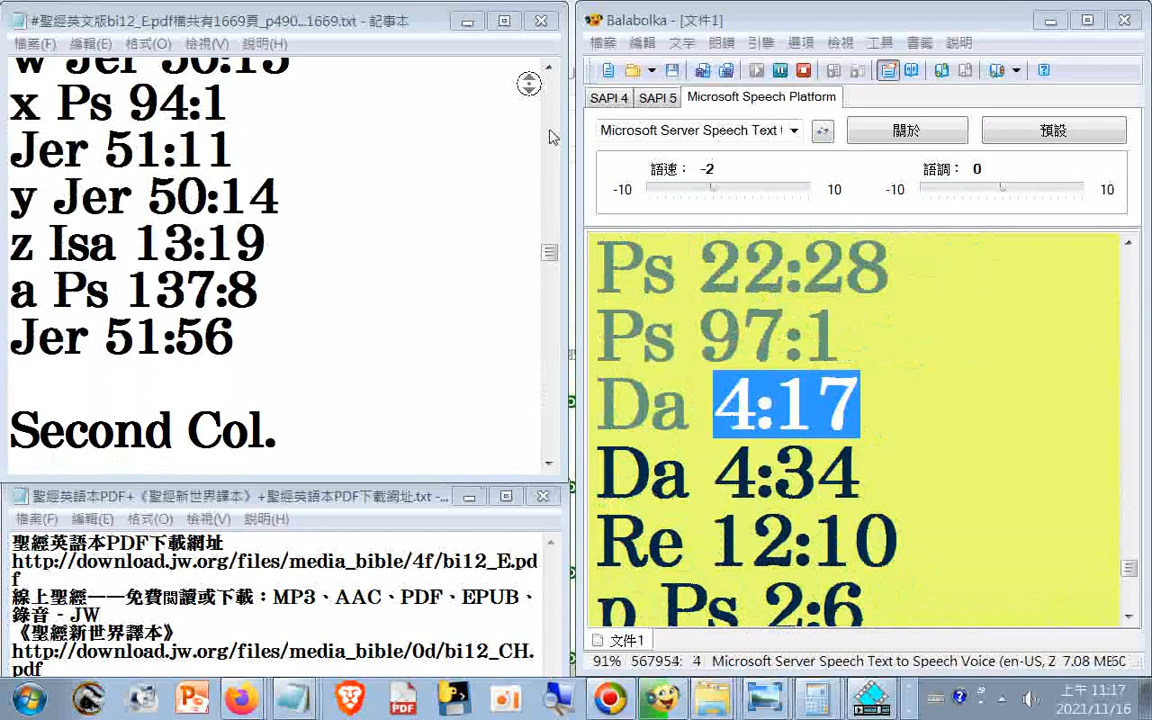 #聖經英文版bi12_E.pdf檔共有1669頁_p490...1669.txt - 記事本
檔案(F) 編輯(E) 格式(O) 檢視(V) 說明(H)
w Jer 50:15
x Ps 94:1
Jer 51:11
y Jer 50:14
z Isa 13:19
a Ps 137:8
Jer 51:56
Second Col.
聖經英語本PDF+《聖經新世界譯本》+聖經英語本PDF下載網址.txt -...
檔案(F) 編輯(E) 格式(O) 檢視(V) 說明(H)
聖經英語本PDF下載網址
http://download.jw.org/files/media_bible/4f/bi12_E.pd
f
線上聖經——免費閱讀或下載：MP3、AAC、PDF、EPUB、
錄音 - JW
《聖經新世界譯本》
http://download.jw.org/files/media_bible/0d/bi12_CH.
pdf
Balabolka - [文件1]
檔案 編輯 文字 朗讀 引擎 選項 檢視 工具 書籤 說明
SAPI 4 SAPI 5 Microsoft Speech Platform
Microsoft Server Speech Text 關於 預設
語速： -2 語調： 0
-10 10 -10 10
Ps 22:28
Ps 97:1
Da 4:17
Da 4:34
Re 12:10
p Ps 2:6
文件1
91% 567954: 4 Microsoft Server Speech Text to Speech Voice (en-US, Z 7.08 ME
上午 11:17
2021/11/16